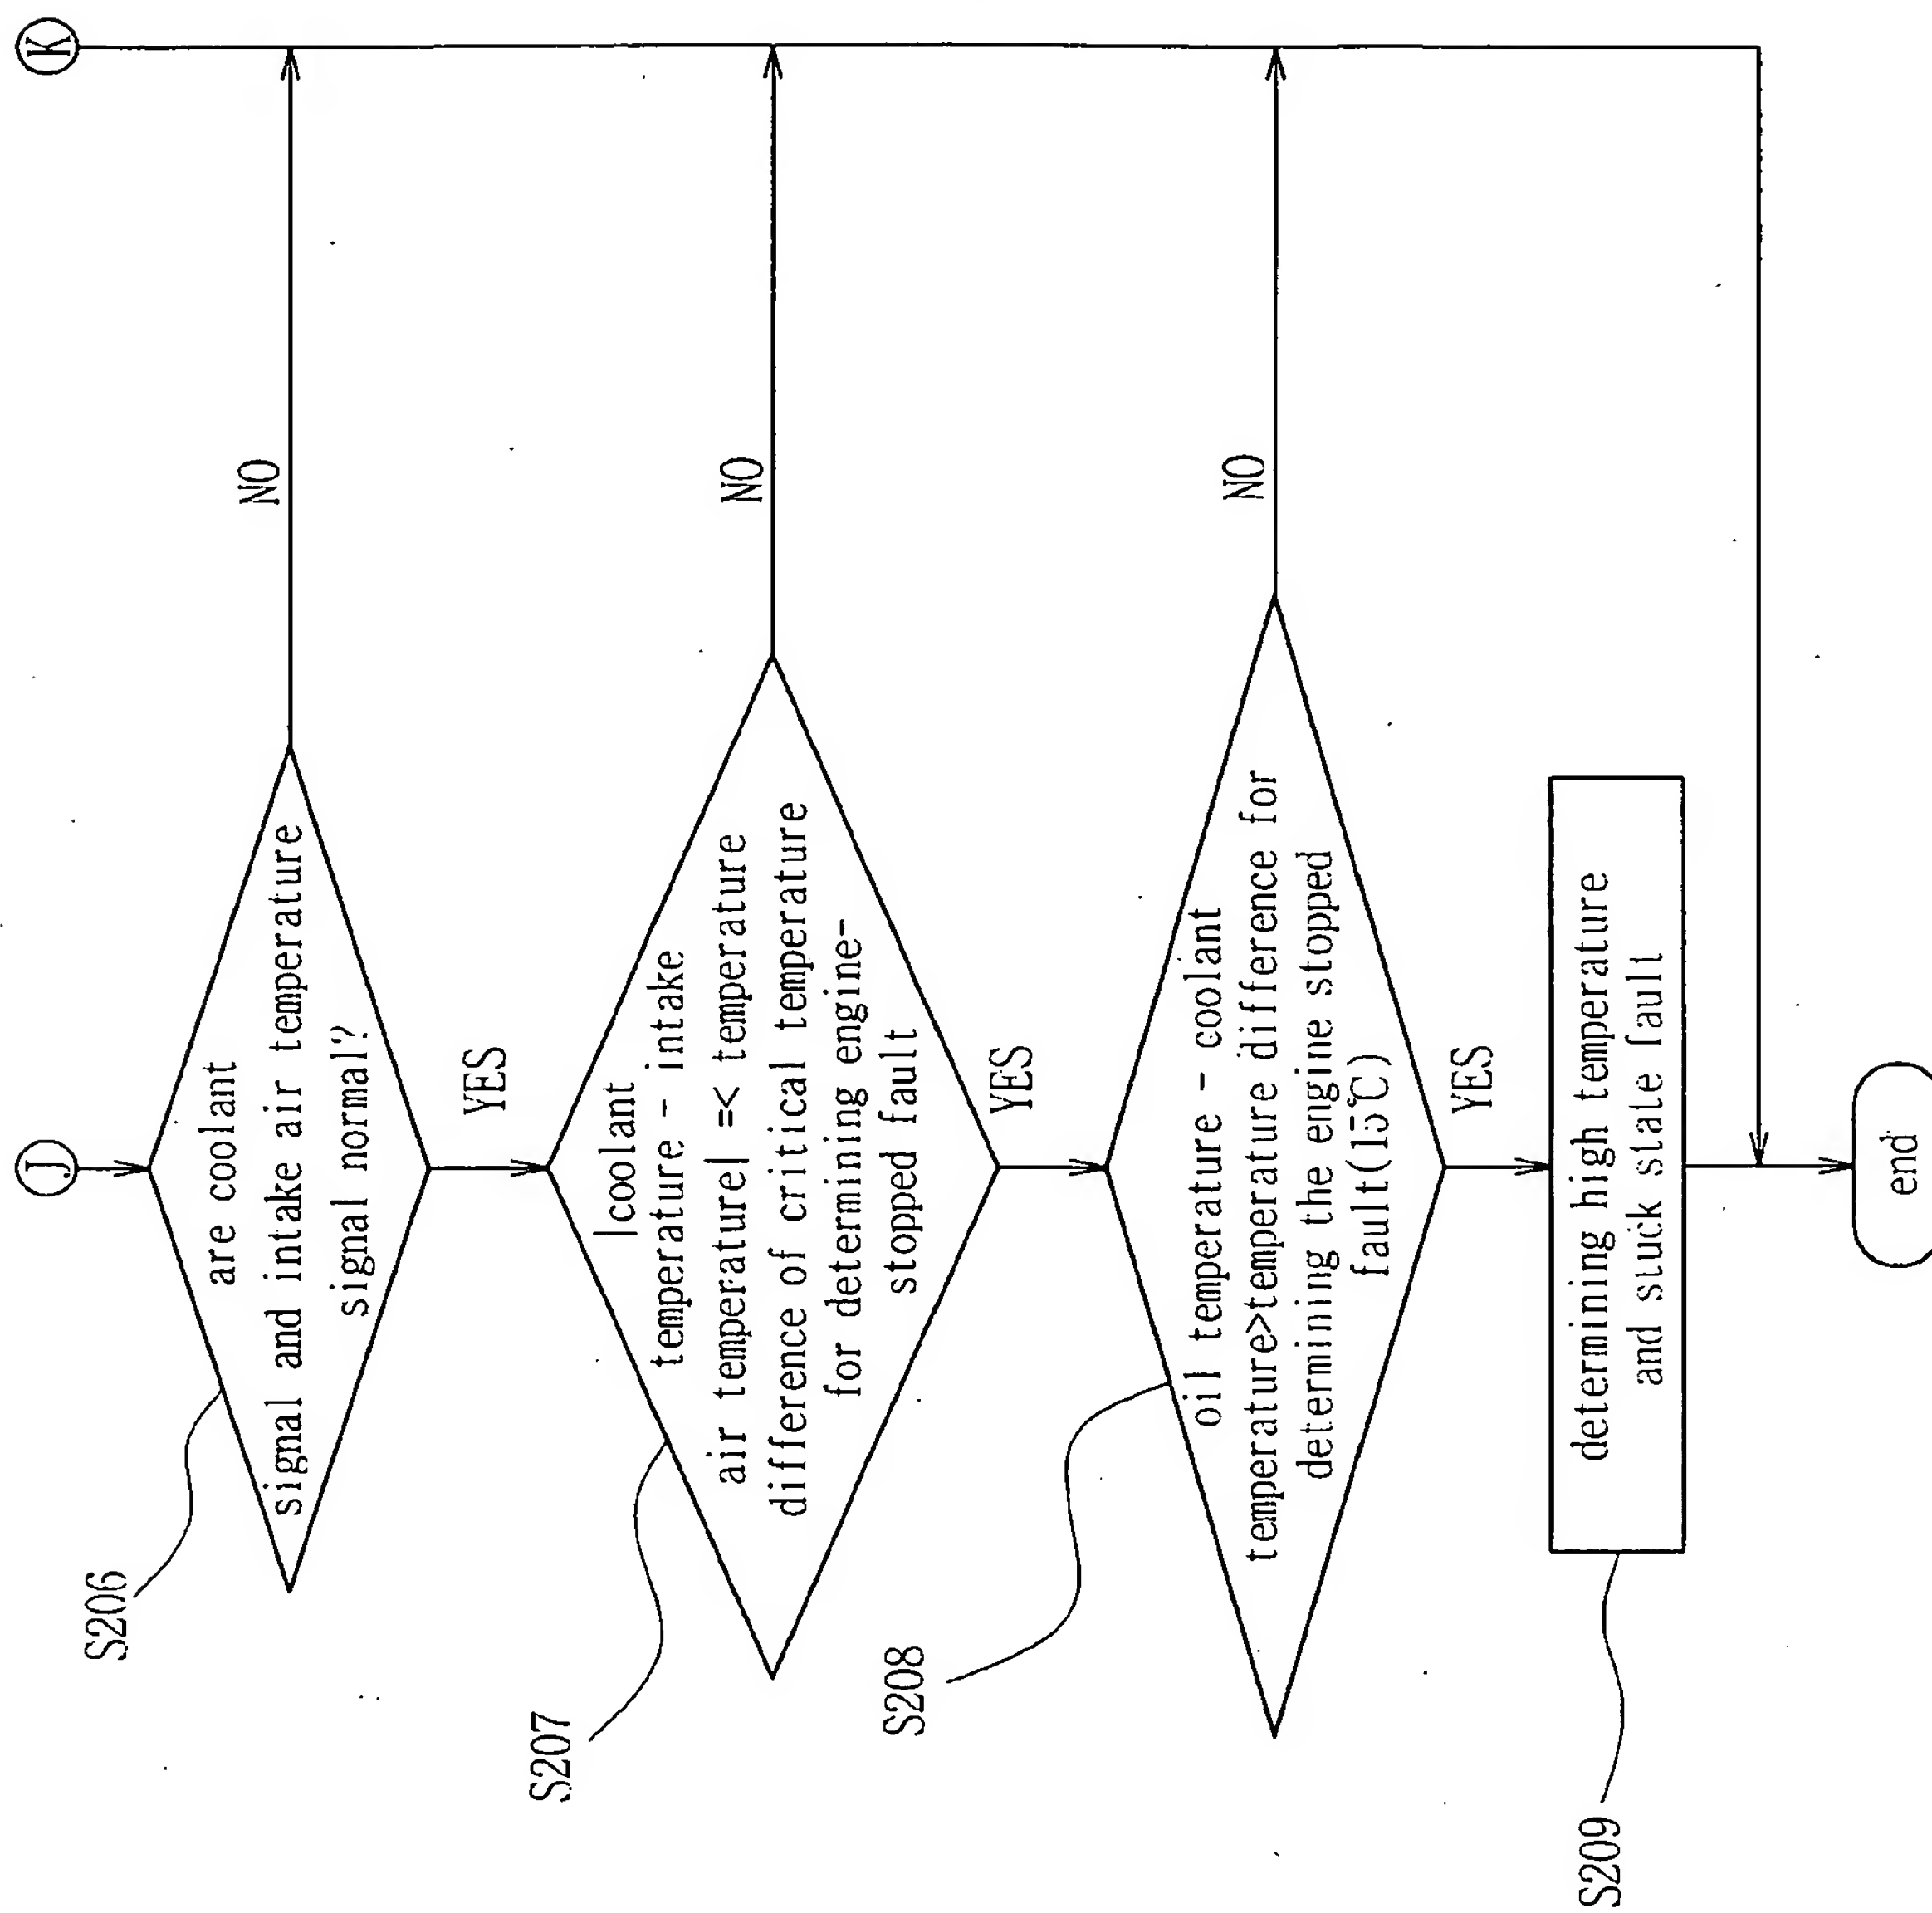 J
K
S206
are coolant
signal and intake air temperature
signal normal?
NO
YES
S207
|coolant
temperature - intake
air temperature| =< temperature
difference of critical temperature
for determining engine-
stopped fault
NO
YES
S208
oil temperature - coolant
temperature>temperature difference for
determining the engine stopped
fault(15℃)
NO
YES
S209
determining high temperature
and stuck state fault
end